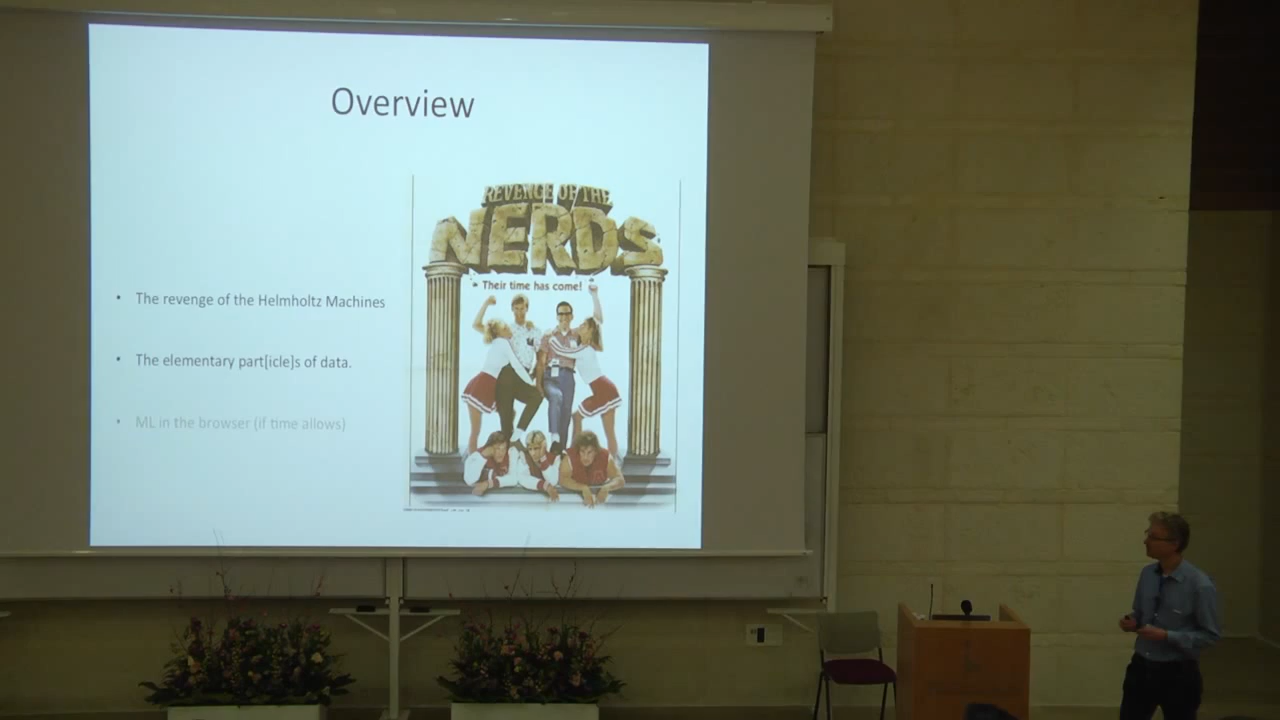 Overview
REVENGE OF THE
NERDS
Their time has come!
• The revenge of the Helmholtz Machines
• The elementary part[icle]s of data.
• ML in the browser (if time allows)